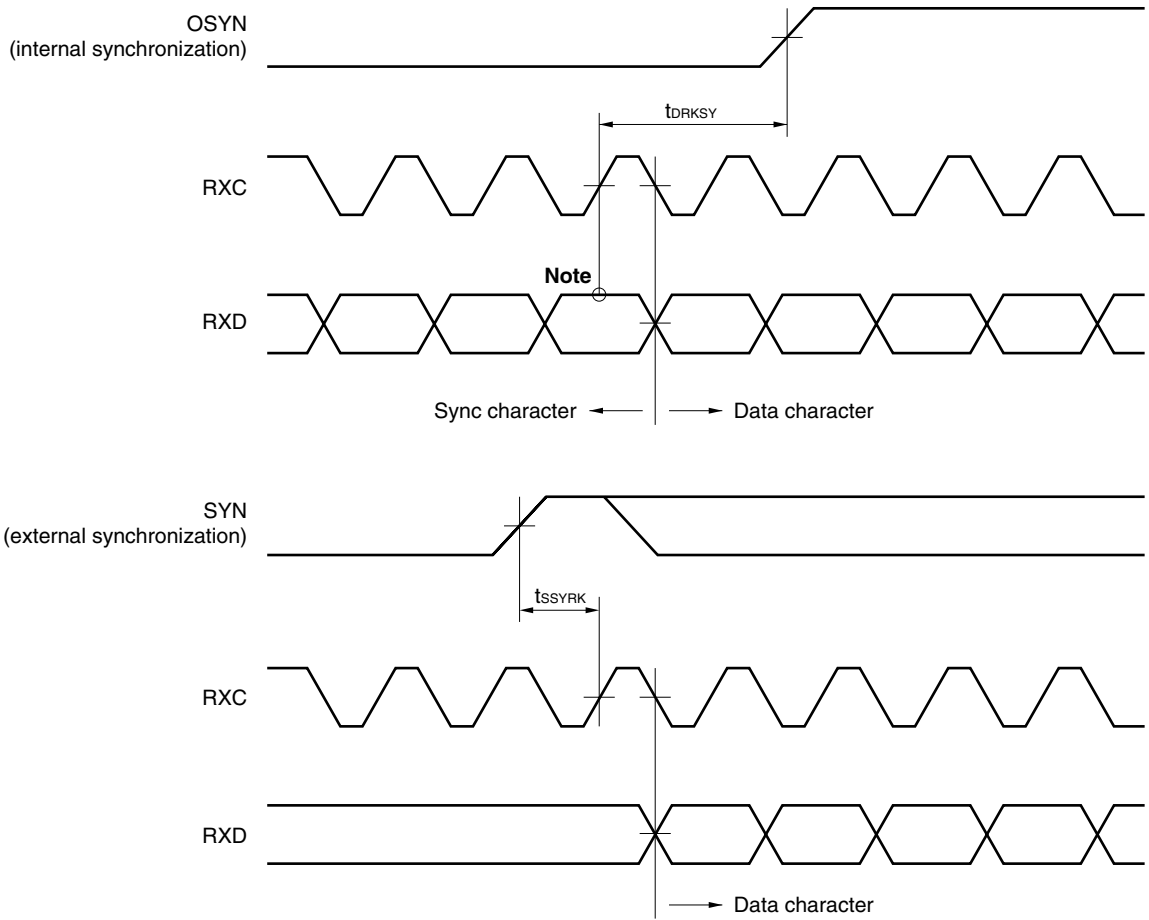 OSYN
(internal synchronization)
tDRKSY
RXC
Note
RXD
Sync character
Data character
SYN
(external synchronization)
tSSYRK
RXC
RXD
Data character